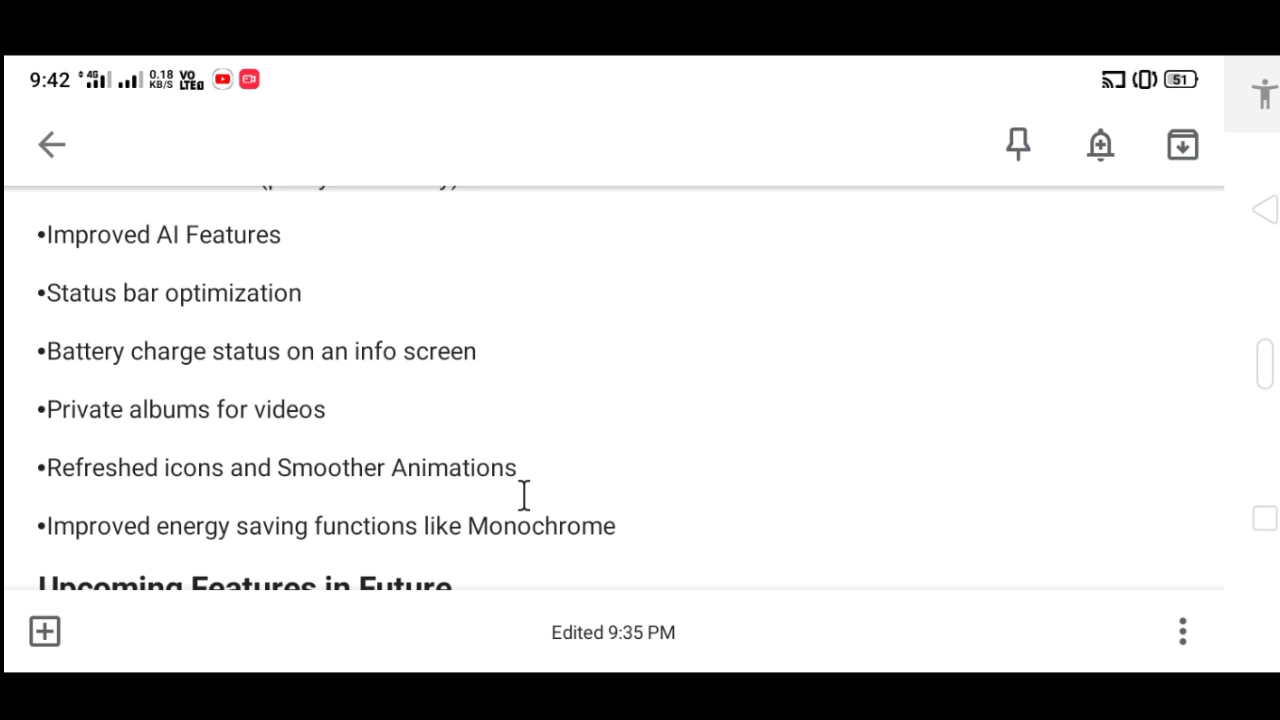 9:42 4G 0.18 KB/S VO LTE 51
•Improved AI Features
•Status bar optimization
•Battery charge status on an info screen
•Private albums for videos
•Refreshed icons and Smoother Animations
•Improved energy saving functions like Monochrome
Upcoming Features in Future
Edited 9:35 PM